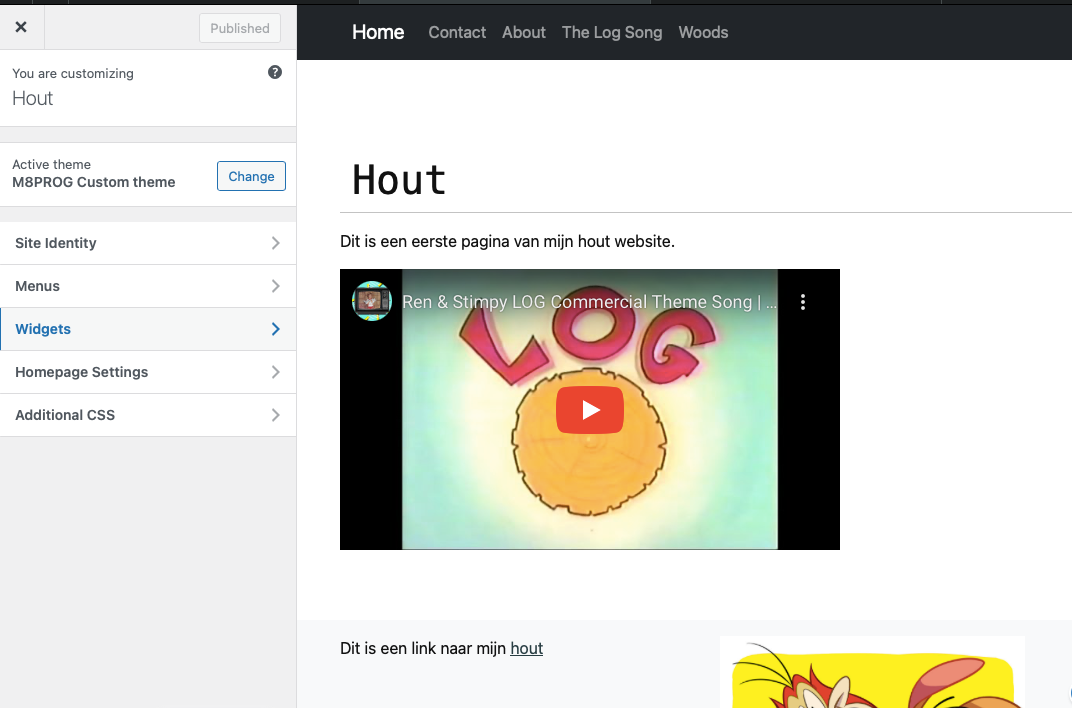 Published
You are customizing
Hout
Active theme
M8PROG Custom theme
Change
Site Identity
Menus
Widgets
Homepage Settings
Additional CSS
Home Contact About The Log Song Woods
Hout
Dit is een eerste pagina van mijn hout website.
Ren & Stimpy LOG Commercial Theme Song | ...
LOG
Dit is een link naar mijn hout